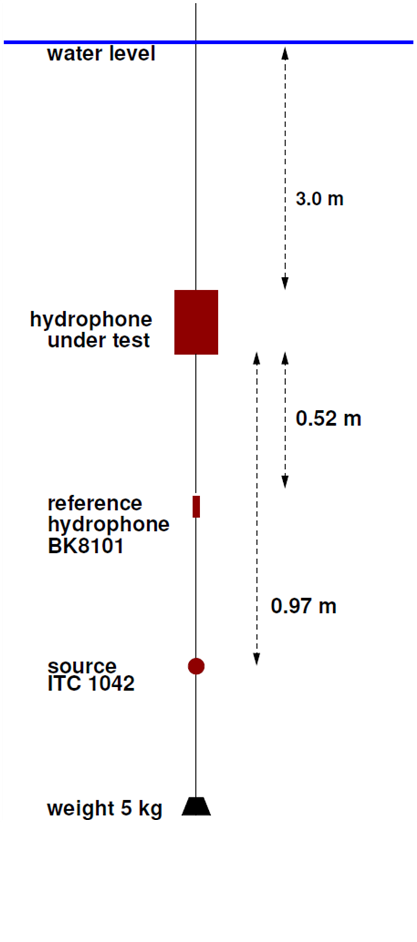 water level
3.0 m
hydrophone
under test
0.52 m
reference
hydrophone
BK8101
0.97 m
source
ITC 1042
weight 5 kg